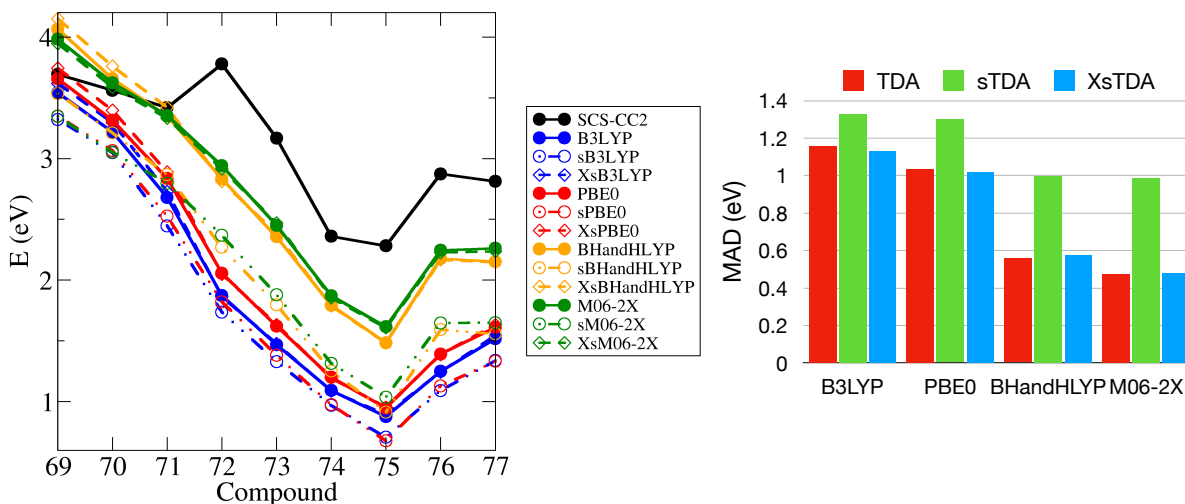 4
3
2
1
E (eV)
69 70 71 72 73 74 75 76 77
Compound
SCS-CC2
B3LYP
sB3LYP
XsB3LYP
PBE0
sPBE0
XsPBE0
BHandHLYP
sBHandHLYP
XsBHandHLYP
M06-2X
sM06-2X
XsM06-2X
TDA sTDA XsTDA
1.4
1.2
1
0.8
0.6
0.4
0.2
0
MAD (eV)
B3LYP PBE0 BHandHLYP M06-2X